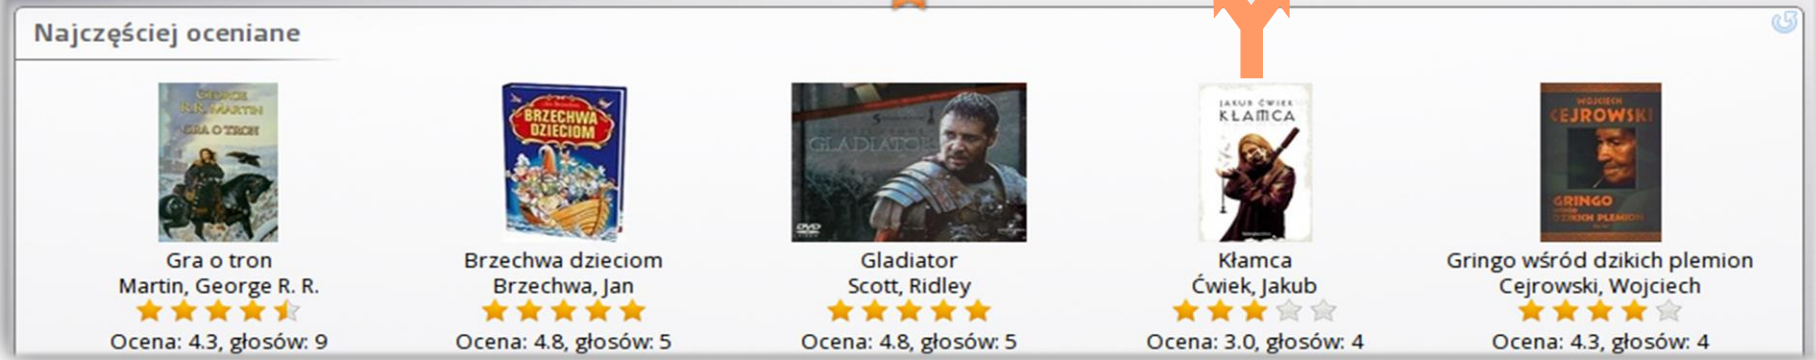 Najczęściej oceniane
GEORGE
R.R. MARTIN
GRA O TRON
BRZECHWA
DZIECIOM
GLADIATOR
DVD
JAKUB ĆWIEK
KŁAMCA
WOJCIECH
CEJROWSKI
GRINGO
WŚRÓD
DZIKICH PLEMION
Gra o tron
Martin, George R. R.
Ocena: 4.3, głosów: 9
Brzechwa dzieciom
Brzechwa, Jan
Ocena: 4.8, głosów: 5
Gladiator
Scott, Ridley
Ocena: 4.8, głosów: 5
Kłamca
Ćwiek, Jakub
Ocena: 3.0, głosów: 4
Gringo wśród dzikich plemion
Cejrowski, Wojciech
Ocena: 4.3, głosów: 4